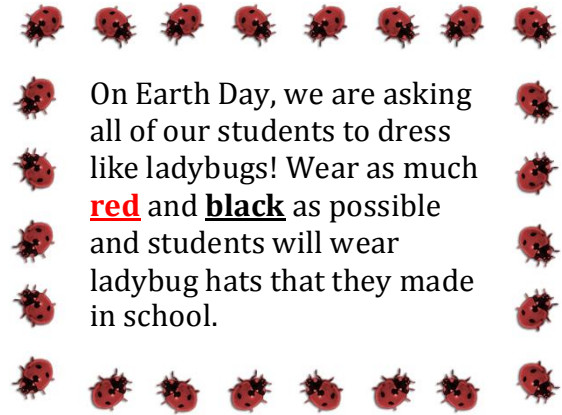 On Earth Day, we are asking
all of our students to dress
like ladybugs! Wear as much
red and black as possible
and students will wear
ladybug hats that they made
in school.